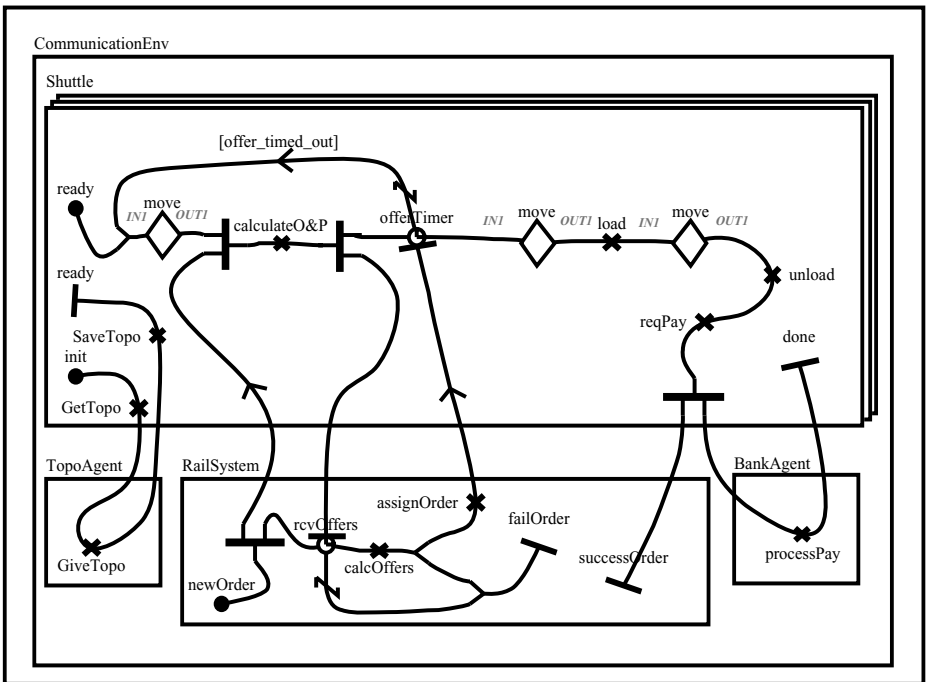 CommunicationEnv
Shuttle
[offer_timed_out]
ready
move
IN1
OUT1
calculateO&P
offerTimer
IN1
move
OUT1
load
IN1
move
OUT1
unload
ready
SaveTopo
init
GetTopo
reqPay
done
TopoAgent
RailSystem
BankAgent
assignOrder
rcvOffers
failOrder
calcOffers
successOrder
processPay
GiveTopo
newOrder